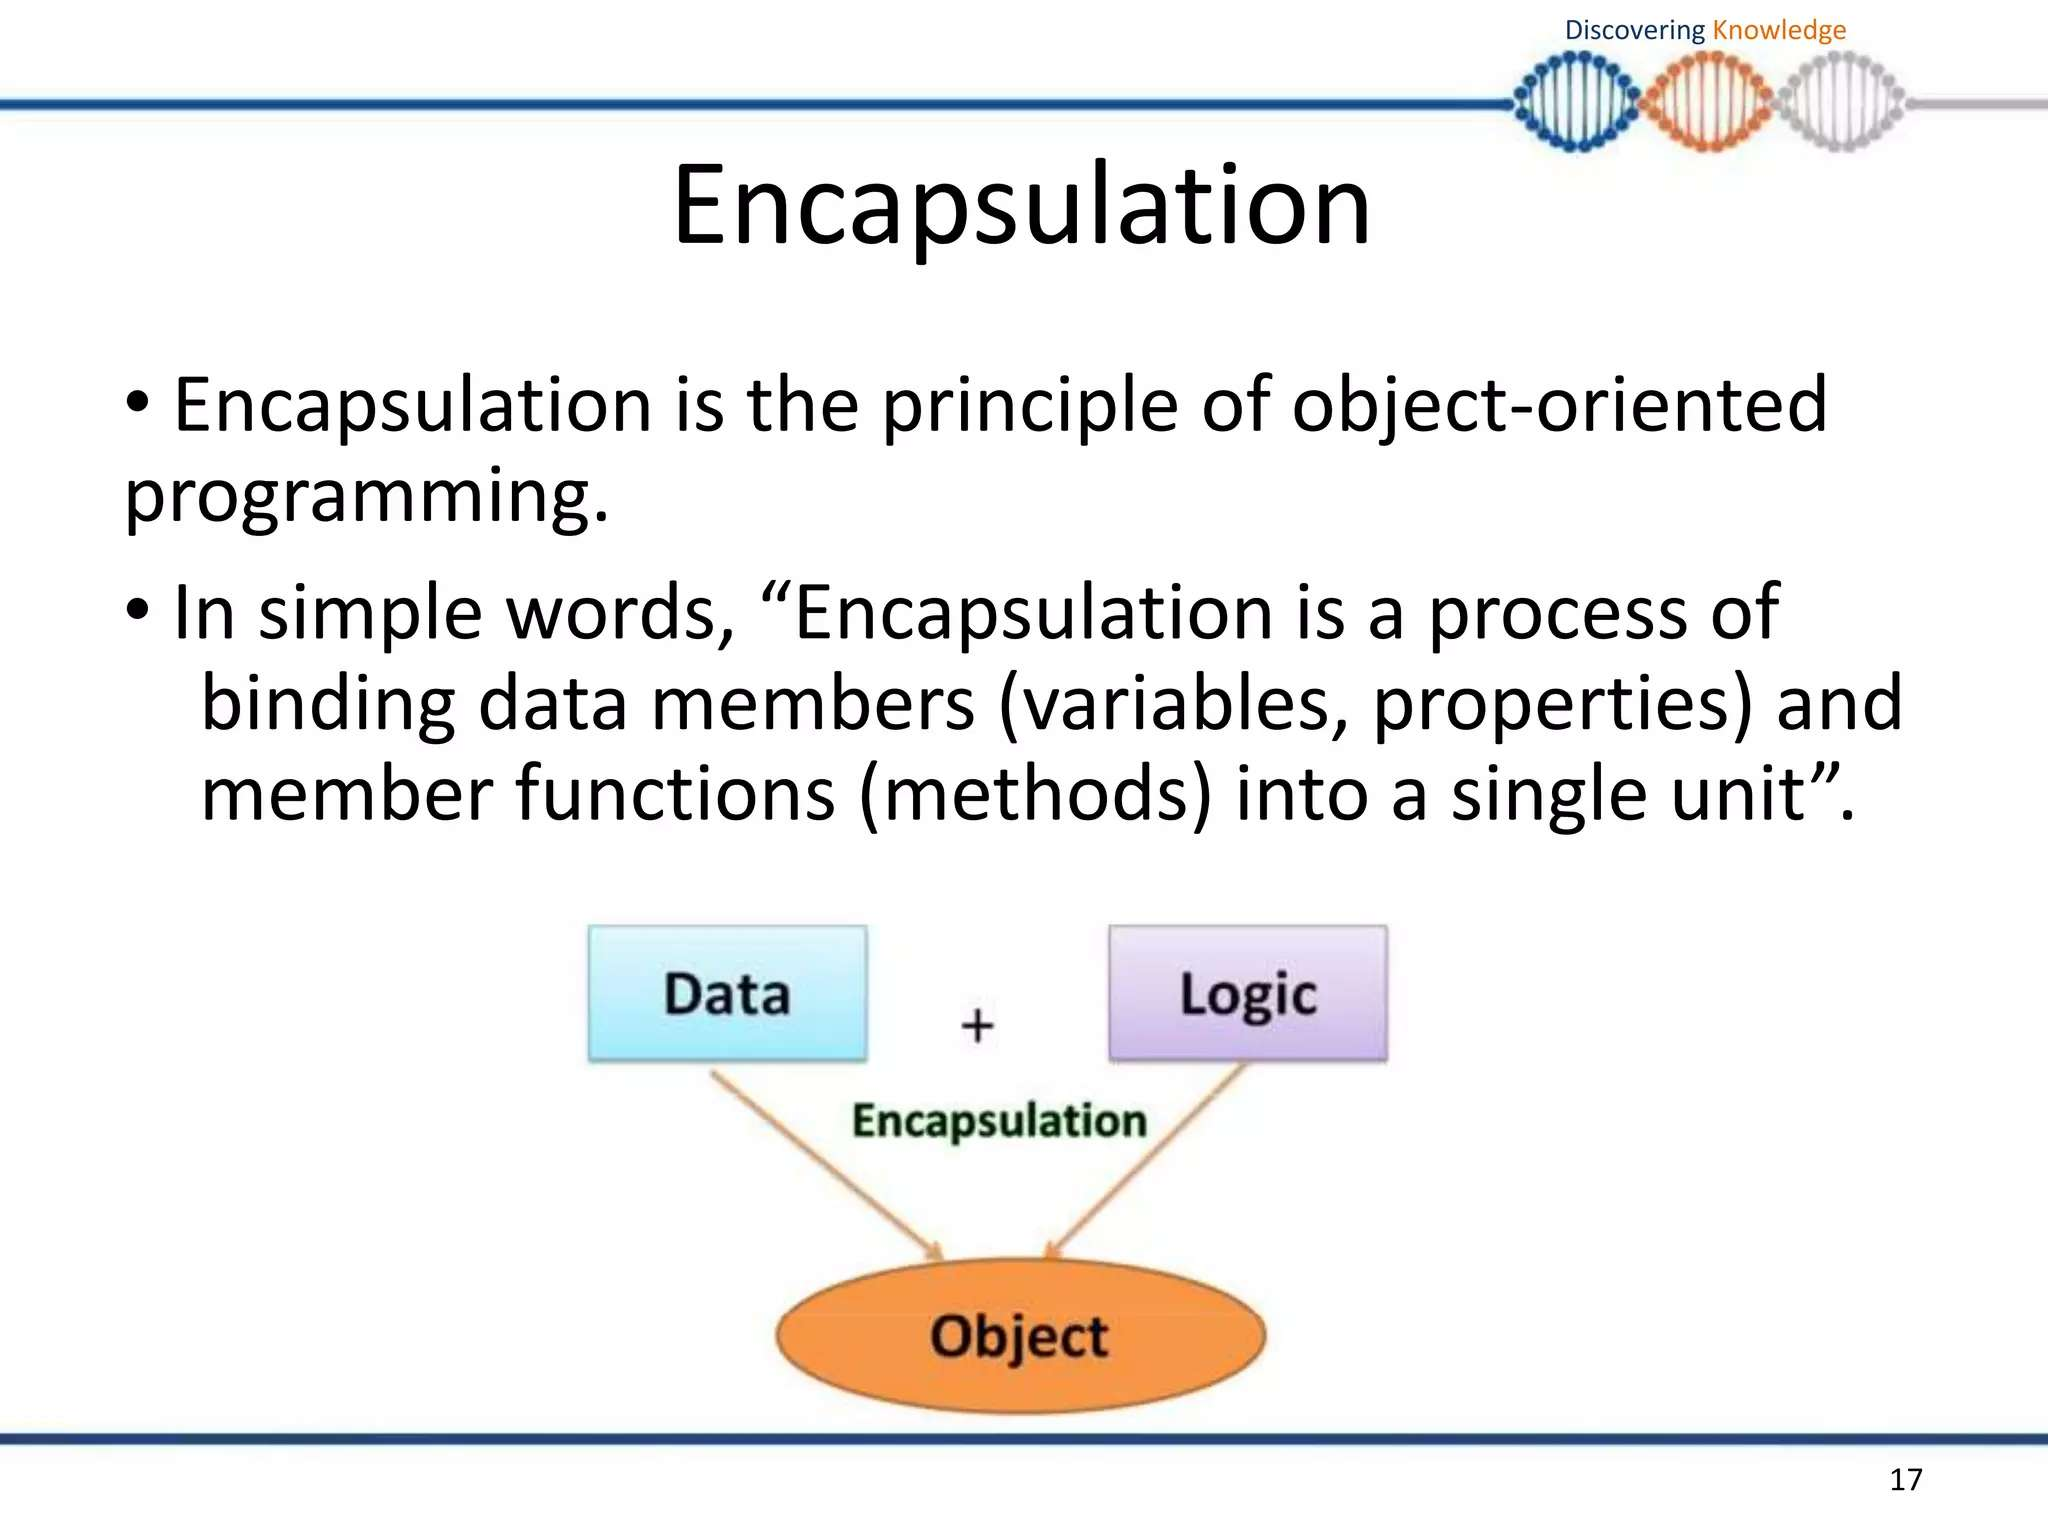 Discovering Knowledge
Encapsulation
• Encapsulation is the principle of object-oriented
programming.
• In simple words, “Encapsulation is a process of
binding data members (variables, properties) and
member functions (methods) into a single unit”.
Data
+
Logic
Encapsulation
Object
17